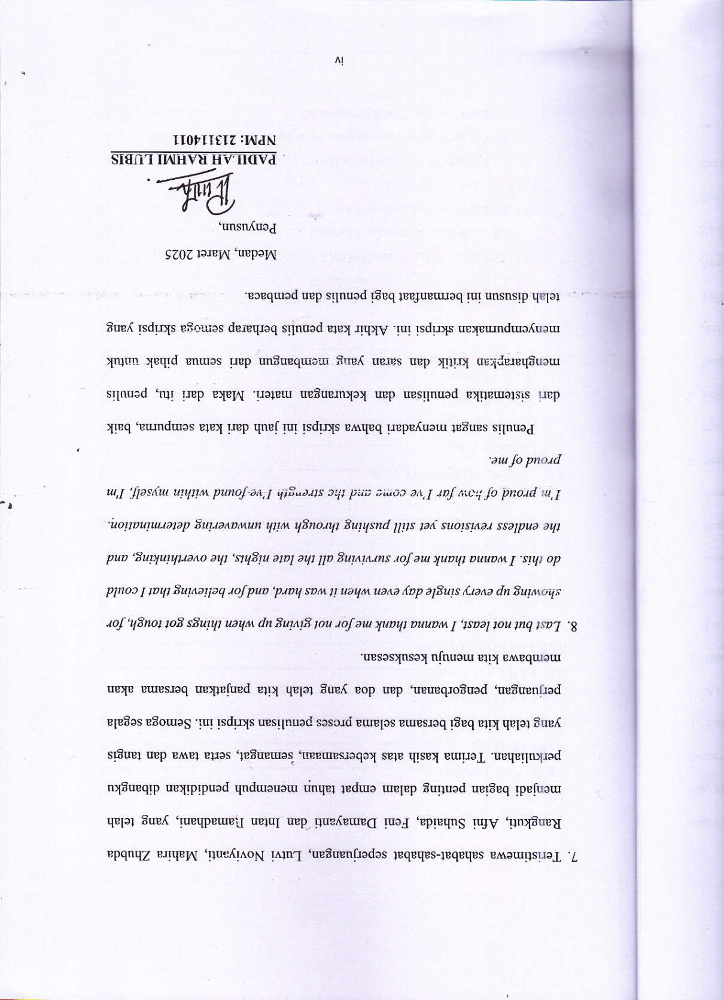 7. Teristimewa sahabat-sahabat seperjuangan, Lutvi Noviyanti, Mahira Zhubda
Rangkuti, Afni Suhaida, Feni Damayanti dan Intan Ramadhani, yang telah
menjadi bagian penting dalam empat tahun menempuh pendidikan dibangku
perkuliahan. Terima kasih atas kebersamaan, semangat, serta tawa dan tangis
yang telah kita bagi bersama selama proses penulisan skripsi ini. Semoga segala
perjuangan, pengorbanan, dan doa yang telah kita panjatkan bersama akan
membawa kita menuju kesuksesan.
8. Last but not least, I wanna thank me for not giving up when things got tough, for
showing up every single day even when it was hard, and for believing that I could
do this. I wanna thank me for surviving all the late nights, the overthinking, and
the endless revisions yet still pushing through with unwavering determination.
I'm proud of how far I've come and the strength I've found within myself, I'm
proud of me.
Penulis sangat menyadari bahwa skripsi ini jauh dari kata sempurna, baik
dari sistematika penulisan dan kekurangan materi. Maka dari itu, penulis
mengharapkan kritik dan saran yang membangun dari semua pihak untuk
menyempurnakan skripsi ini. Akhir kata penulis berharap semoga skripsi yang
telah disusun ini bermanfaat bagi penulis dan pembaca.
Medan, Maret 2025
Penyusun,
PADILAH RAHMI LUBIS
NPM: 213114011
iv